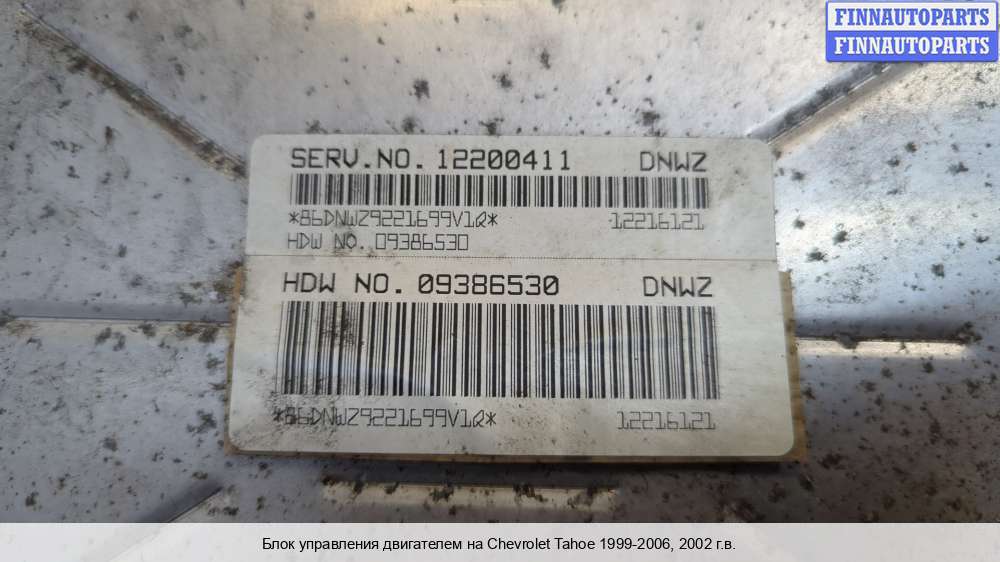 FINNAUTOPARTS
FINNAUTOPARTS
SERV.NO. 12200411 DNWZ
*86DNWZ9221699V1Q* 12216121
HDW NO. 09386530
HDW NO. 09386530 DNWZ
*86DNWZ9221699V1Q* 12216121
Блок управления двигателем на Chevrolet Tahoe 1999-2006, 2002 г.в.